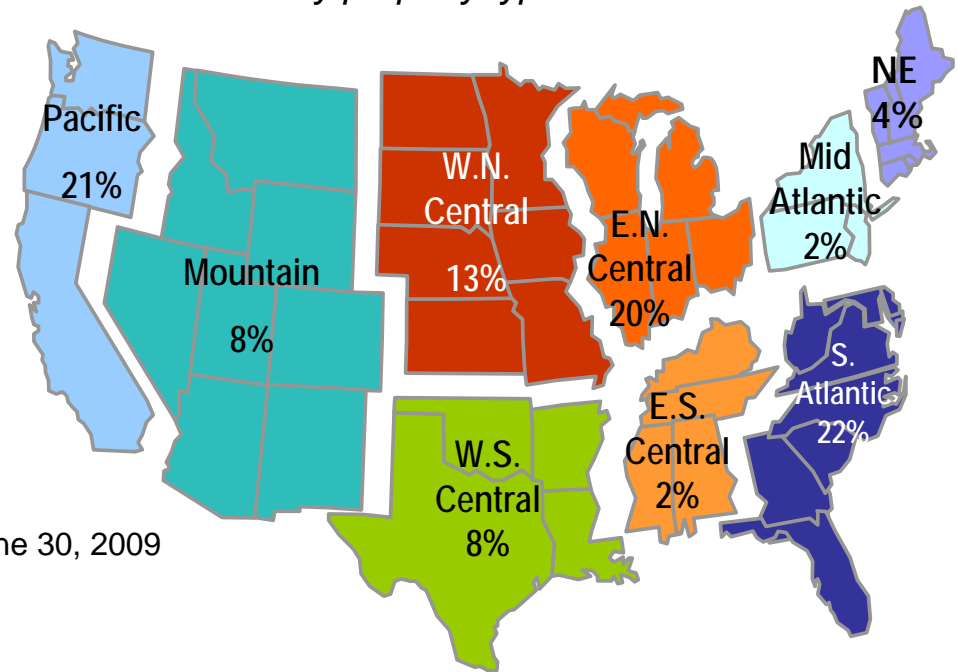 Pacific
21%
Mountain
8%
W.N.
Central
13%
E.N.
Central
20%
NE
4%
Mid
Atlantic
2%
S.
Atlantic
22%
E.S.
Central
2%
W.S.
Central
8%
30, 2009